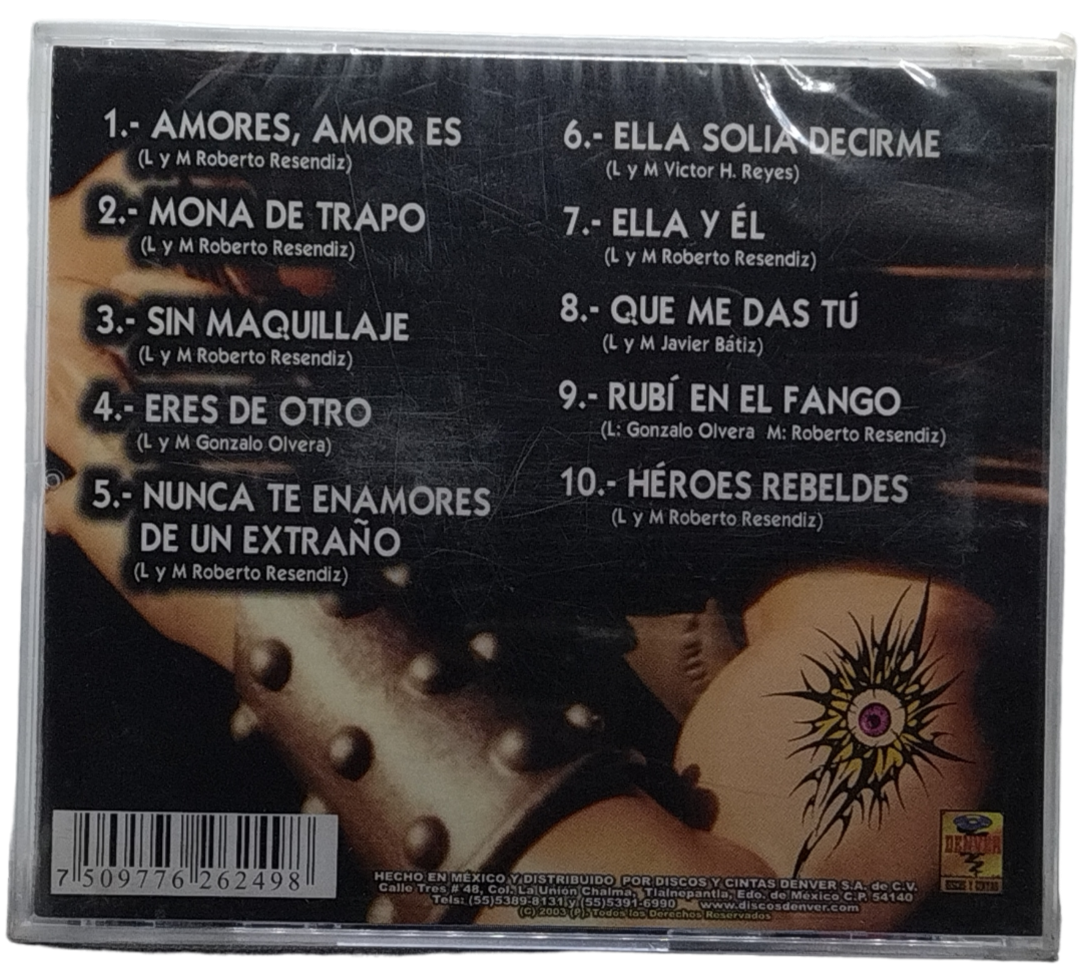 1.- AMORES, AMOR ES
(L y M Roberto Resendiz)
2.- MONA DE TRAPO
(L y M Roberto Resendiz)
3.- SIN MAQUILLAJE
(L y M Roberto Resendiz)
4.- ERES DE OTRO
(L y M Gonzalo Olvera)
5.- NUNCA TE ENAMORES
DE UN EXTRAÑO
(L y M Roberto Resendiz)
6.- ELLA SOLIA DECIRME
(L y M Victor H. Reyes)
7.- ELLA Y ÉL
(L y M Roberto Resendiz)
8.- QUE ME DAS TÚ
(L y M Javier Bátiz)
9.- RUBÍ EN EL FANGO
(L: Gonzalo Olvera M: Roberto Resendiz)
10.- HÉROES REBELDES
(L y M Roberto Resendiz)
7 509776 262498
HECHO EN MÉXICO Y DISTRIBUIDO POR DISCOS Y CINTAS DENVER S.A. de C.V.
Calle Tres # 48, Col. La Unión Chalma, Tlalnepantla, Edo. de México C.P. 54140
Tels: (55)5389-8131 y (55)5391-6990 www.discosdenver.com
(C) 2003 (P). Todos los Derechos Reservados
DENVER
DISCOS Y CINTAS